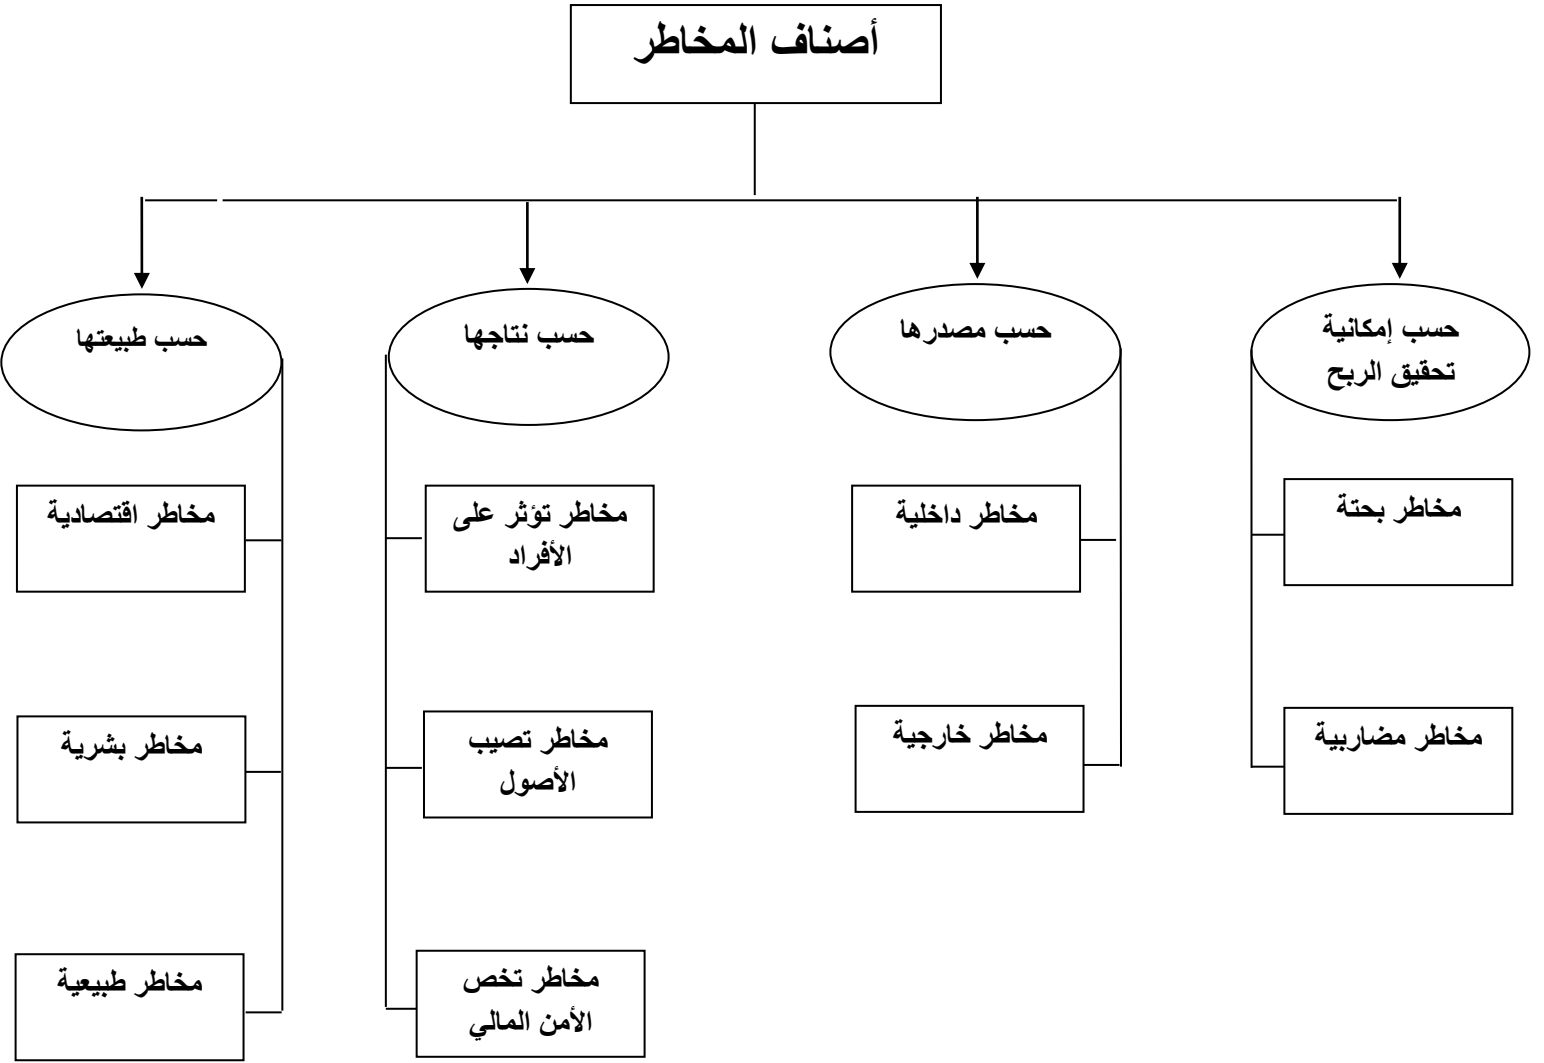 أصناف المخاطر
حسب إمكانية
تحقيق الربح
حسب مصدرها
حسب نتاجها
حسب طبيعتها
مخاطر بحتة
مخاطر داخلية
مخاطر تؤثر على
الأفراد
مخاطر اقتصادية
مخاطر مضاربية
مخاطر خارجية
مخاطر تصيب
الأصول
مخاطر بشرية
مخاطر تخص
الأمن المالي
مخاطر طبيعية